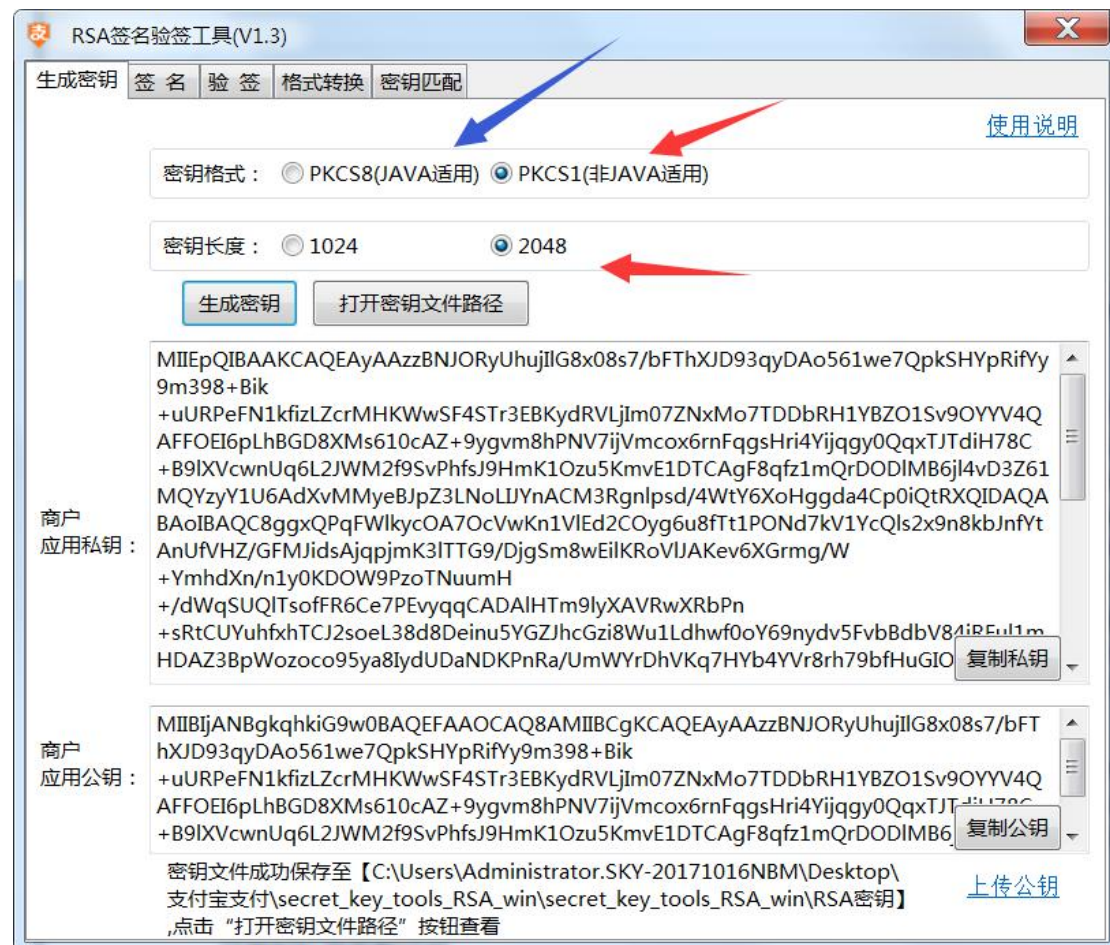 RSA签名验签工具(V1.3)
生成密钥 签 名 验 签 格式转换 密钥匹配
使用说明
密钥格式： PKCS8(JAVA适用) PKCS1(非JAVA适用)
密钥长度： 1024 2048
生成密钥 打开密钥文件路径
商户
应用私钥：
MIIEpQIBAAKCAQEAyAAzzBNJORyUhujIlG8x08s7/bFThXJD93qyDAo561we7QpkSHYpRifYy
9m398+Bik
+uURPeFN1kfizLZcrMHKWwSF4STr3EBKydRVLjIm07ZNxMo7TDDbRH1YBZO1Sv9OYYV4Q
AFFOEI6pLhBGD8XMs610cAZ+9ygvm8hPNV7ijVmcox6rnFqgsHri4Yijqgy0QqxTJTdiH78C
+B9lXVcwnUq6L2JWM2f9SvPhfsJ9HmK1Ozu5KmvE1DTCAgF8qfz1mQrDODlMB6jl4vD3Z61
MQYzyY1U6AdXvMMyeBJpZ3LNoLIJYnACM3Rgnlpsd/4WtY6XoHggda4Cp0iQtRXQIDAQA
BAoIBAQC8ggxQPqFWlkycOA7OcVwKn1VlEd2COyg6u8fTt1PONd7kV1YcQls2x9n8kbJnfYt
AnUfVHZ/GFMJidsAjqpjmK3lTTG9/DjgSm8wEilKRoVlJAKev6XGrmg/W
+YmhdXn/n1y0KDOW9PzoTNuumH
+/dWqSUQlTsofFR6Ce7PEvyqqCADAlHTm9lyXAVRwXRbPn
+sRtCUYuhfxhTCJ2soeL38d8Deinu5YGZJhcGzi8Wu1Ldhwf0oY69nydv5FvbBdbV84iRFul1m
HDAZ3BpWozoco95ya8IydUDaNDKPnRa/UmWYrDhVKq7HYb4YVr8rh79bfHuGIO
复制私钥
商户
应用公钥：
MIIBIjANBgkqhkiG9w0BAQEFAAOCAQ8AMIIBCgKCAQEAyAAzzBNJORyUhujIlG8x08s7/bFT
hXJD93qyDAo561we7QpkSHYpRifYy9m398+Bik
+uURPeFN1kfizLZcrMHKWwSF4STr3EBKydRVLjIm07ZNxMo7TDDbRH1YBZO1Sv9OYYV4Q
AFFOEI6pLhBGD8XMs610cAZ+9ygvm8hPNV7ijVmcox6rnFqgsHri4Yijqgy0QqxTJTdiH78C
+B9lXVcwnUq6L2JWM2f9SvPhfsJ9HmK1Ozu5KmvE1DTCAgF8qfz1mQrDODlMB6j
复制公钥
密钥文件成功保存至【C:\Users\Administrator.SKY-20171016NBM\Desktop\
支付宝支付\secret_key_tools_RSA_win\secret_key_tools_RSA_win\RSA密钥】
,点击“打开密钥文件路径”按钮查看
上传公钥